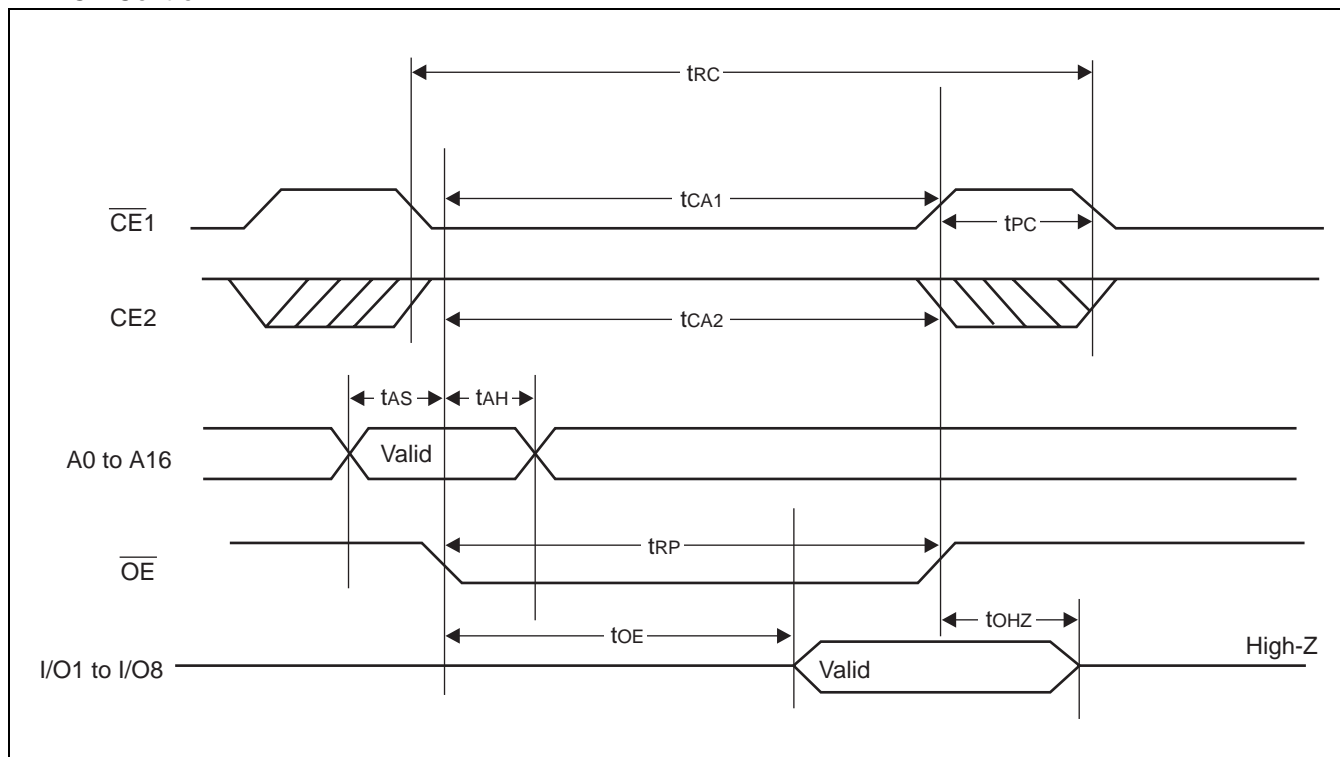 tRC
CE1
tCA1
tPC
CE2
tCA2
tAS
tAH
A0 to A16
Valid
OE
tRP
tOE
tOHZ
I/O1 to I/O8
Valid
High-Z